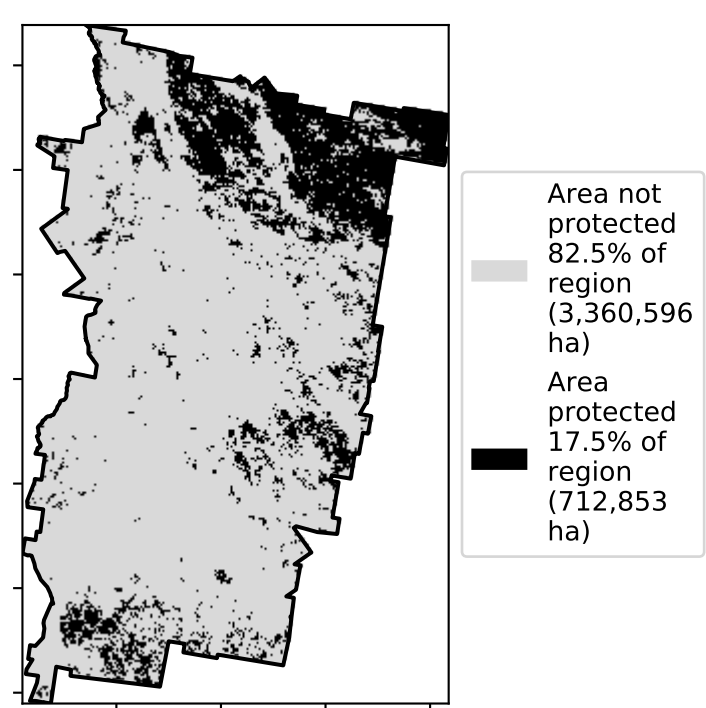 Area not
protected
82.5% of
region
(3,360,596
ha)
Area
protected
17.5% of
region
(712,853
ha)